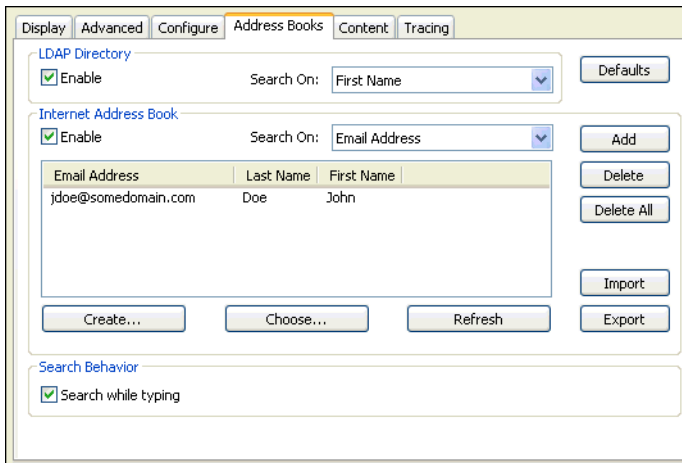 Display Advanced Configure Address Books Content Tracing
LDAP Directory
Enable Search On: First Name Defaults
Internet Address Book
Enable Search On: Email Address Add
Email Address Last Name First Name Delete
jdoe@somedomain.com Doe John
Delete All
Import
Create... Choose... Refresh Export
Search Behavior
Search while typing